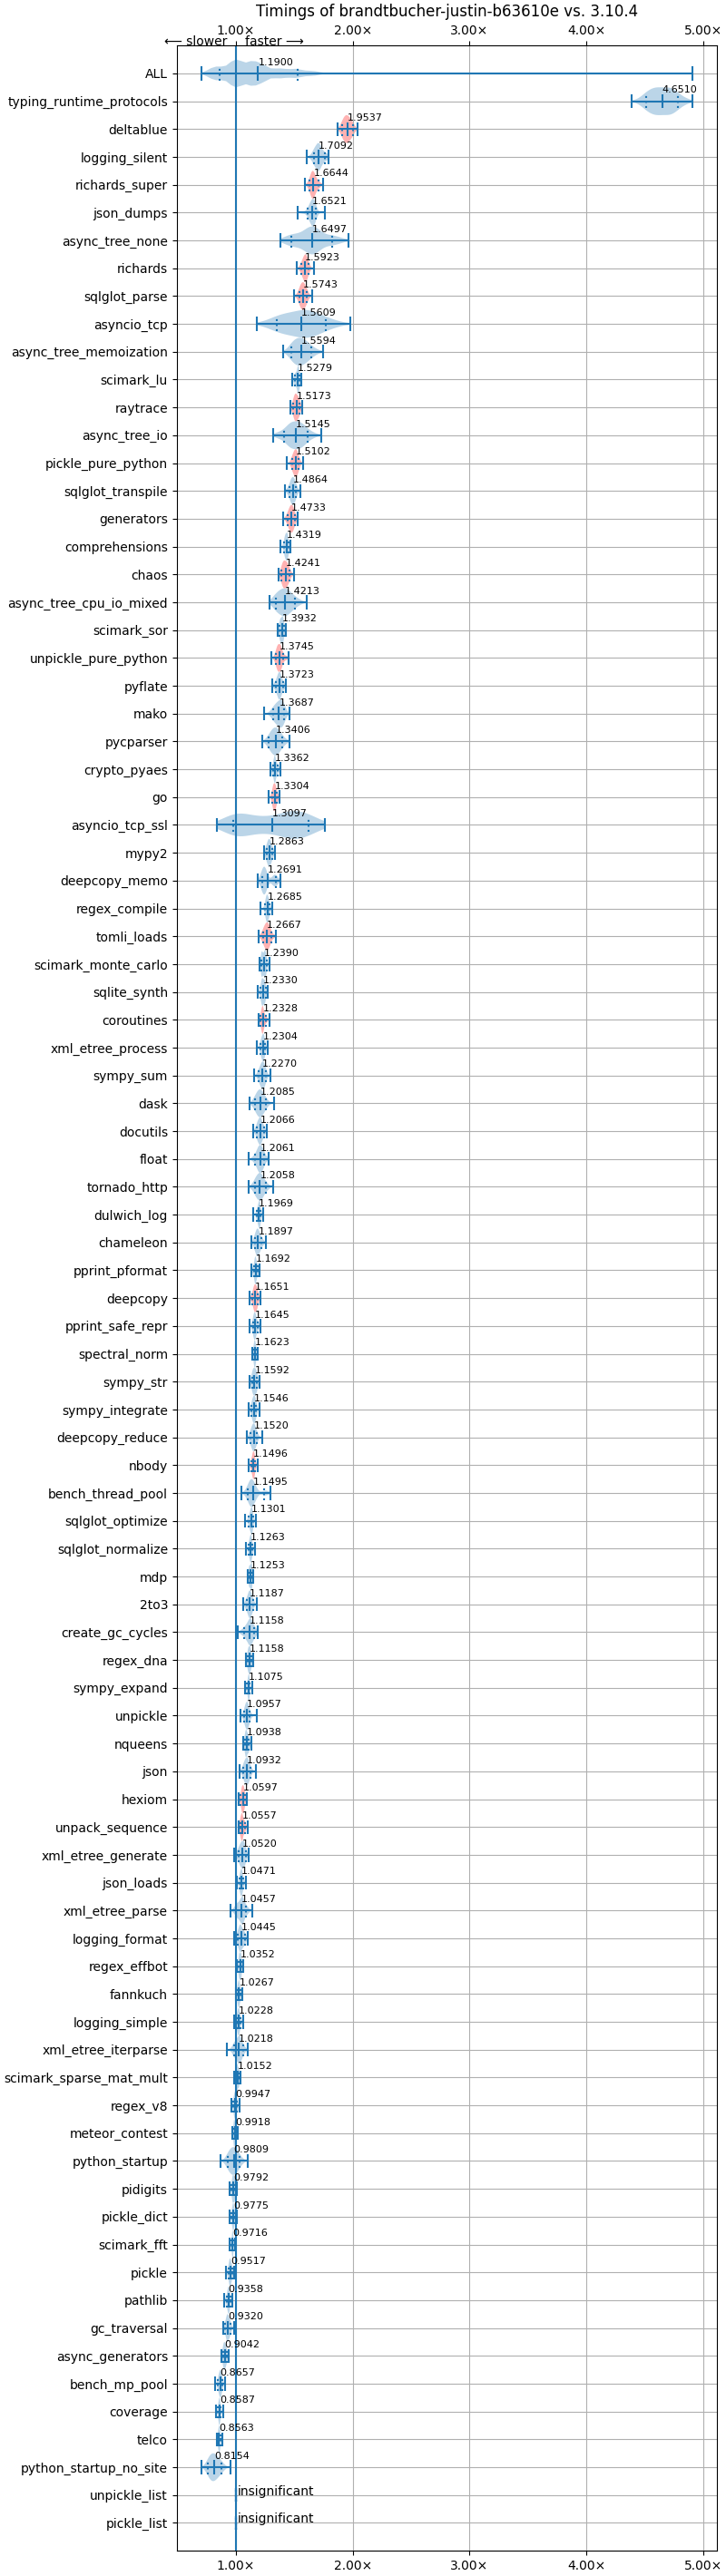 Timings of brandtbucher-justin-b63610e vs. 3.10.4
1.00× 2.00× 3.00× 4.00× 5.00×
⟵ slower faster ⟶
ALL 1.1900
typing_runtime_protocols 4.6510
deltablue 1.9537
logging_silent 1.7092
richards_super 1.6644
json_dumps 1.6521
async_tree_none 1.6497
richards 1.5923
sqlglot_parse 1.5743
asyncio_tcp 1.5609
async_tree_memoization 1.5594
scimark_lu 1.5279
raytrace 1.5173
async_tree_io 1.5145
pickle_pure_python 1.5102
sqlglot_transpile 1.4864
generators 1.4733
comprehensions 1.4319
chaos 1.4241
async_tree_cpu_io_mixed 1.4213
scimark_sor 1.3932
unpickle_pure_python 1.3745
pyflate 1.3723
mako 1.3687
pycparser 1.3406
crypto_pyaes 1.3362
go 1.3304
asyncio_tcp_ssl 1.3097
mypy2 1.2863
deepcopy_memo 1.2691
regex_compile 1.2685
tomli_loads 1.2667
scimark_monte_carlo 1.2390
sqlite_synth 1.2330
coroutines 1.2328
xml_etree_process 1.2304
sympy_sum 1.2270
dask 1.2085
docutils 1.2066
float 1.2061
tornado_http 1.2058
dulwich_log 1.1969
chameleon 1.1897
pprint_pformat 1.1692
deepcopy 1.1651
pprint_safe_repr 1.1645
spectral_norm 1.1623
sympy_str 1.1592
sympy_integrate 1.1546
deepcopy_reduce 1.1520
nbody 1.1496
bench_thread_pool 1.1495
sqlglot_optimize 1.1301
sqlglot_normalize 1.1263
mdp 1.1253
2to3 1.1187
create_gc_cycles 1.1158
regex_dna 1.1158
sympy_expand 1.1075
unpickle 1.0957
nqueens 1.0938
json 1.0932
hexiom 1.0597
unpack_sequence 1.0557
xml_etree_generate 1.0520
json_loads 1.0471
xml_etree_parse 1.0457
logging_format 1.0445
regex_effbot 1.0352
fannkuch 1.0267
logging_simple 1.0228
xml_etree_iterparse 1.0218
scimark_sparse_mat_mult 1.0152
regex_v8 0.9947
meteor_contest 0.9918
python_startup 0.9809
pidigits 0.9792
pickle_dict 0.9775
scimark_fft 0.9716
pickle 0.9517
pathlib 0.9358
gc_traversal 0.9320
async_generators 0.9042
bench_mp_pool 0.8657
coverage 0.8587
telco 0.8563
python_startup_no_site 0.8154
unpickle_list insignificant
pickle_list insignificant
1.00× 2.00× 3.00× 4.00× 5.00×